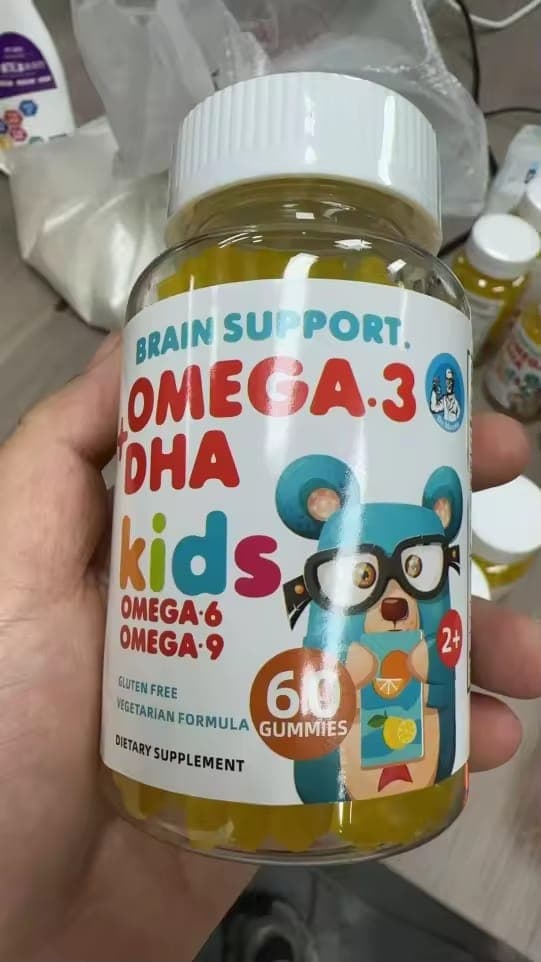 BRAIN SUPPORT.
OMEGA·3
+DHA
kids
OMEGA·6
OMEGA·9
2+
GLUTEN FREE
VEGETARIAN FORMULA
60
GUMMIES
DIETARY SUPPLEMENT